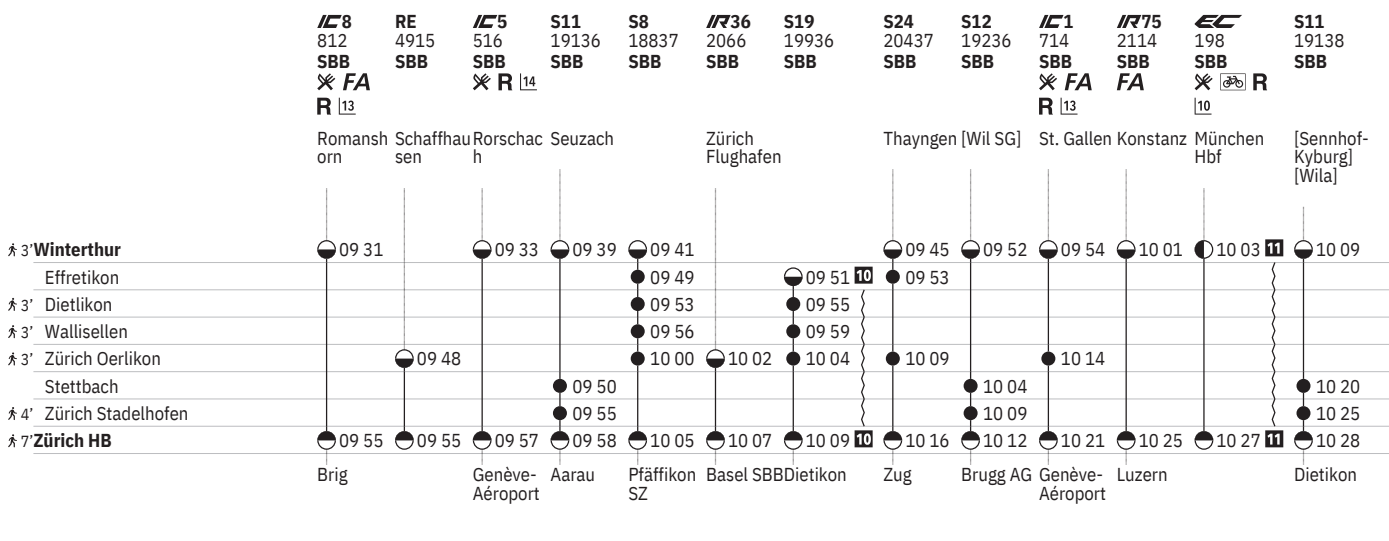 IC8 RE IC5 S11 S8 IR36 S19 S24 S12 IC1 IR75 EC S11
812 4915 516 19136 18837 2066 19936 20437 19236 714 2114 198 19138
SBB SBB SBB SBB SBB SBB SBB SBB SBB SBB SBB SBB SBB
FA R 14 FA FA R
R 13 R 13 10
Romansh Schaffhau Rorschac Seuzach Zürich Thayngen [Wil SG] St. Gallen Konstanz München [Sennhof-
orn sen h Flughafen Hbf Kyburg]
[Wila]
3' Winterthur 09 31 09 33 09 39 09 41 09 45 09 52 09 54 10 01 10 03 11 10 09
Effretikon 09 49 09 51 10 09 53
3' Dietlikon 09 53 09 55
3' Wallisellen 09 56 09 59
3' Zürich Oerlikon 09 48 10 00 10 02 10 04 10 09 10 14
Stettbach 09 50 10 04 10 20
4' Zürich Stadelhofen 09 55 10 09 10 25
7' Zürich HB 09 55 09 55 09 57 09 58 10 05 10 07 10 09 10 10 16 10 12 10 21 10 25 10 27 11 10 28
Brig Genève- Aarau Pfäffikon Basel SBB Dietikon Zug Brugg AG Genève- Luzern Dietikon
Aéroport SZ Aéroport